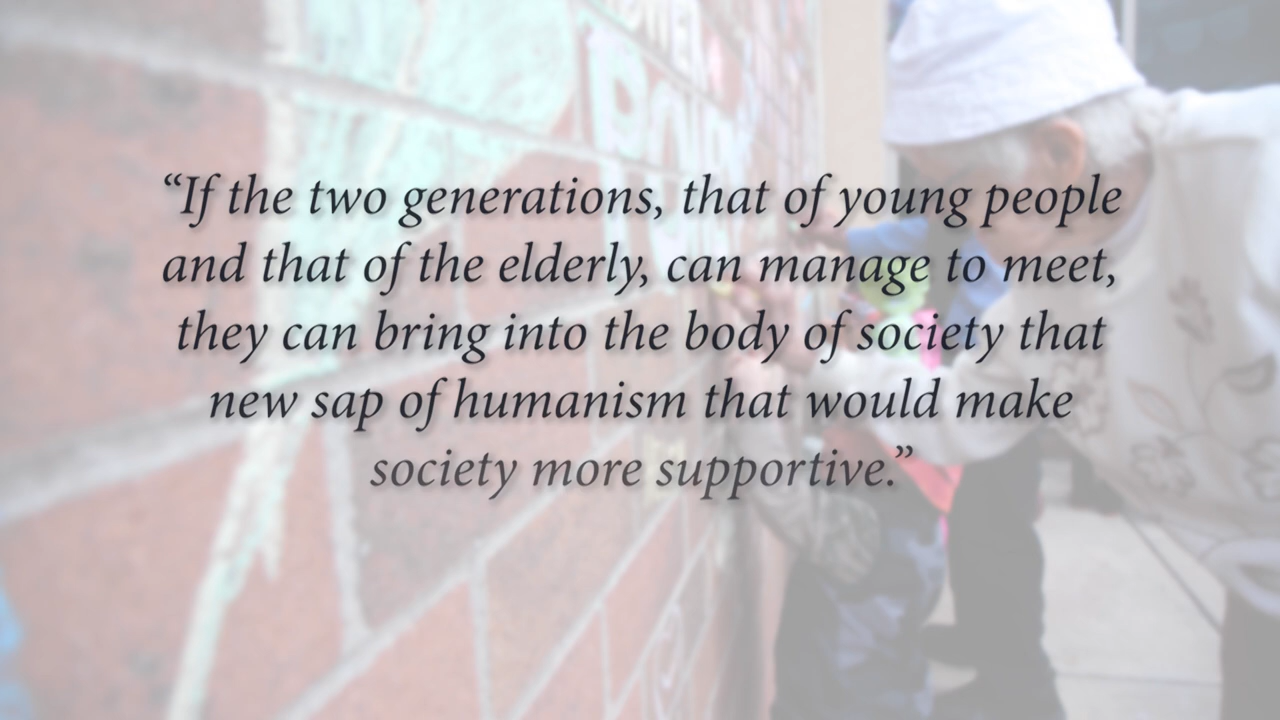 “If the two generations, that of young people
and that of the elderly, can manage to meet,
they can bring into the body of society that
new sap of humanism that would make
society more supportive.”